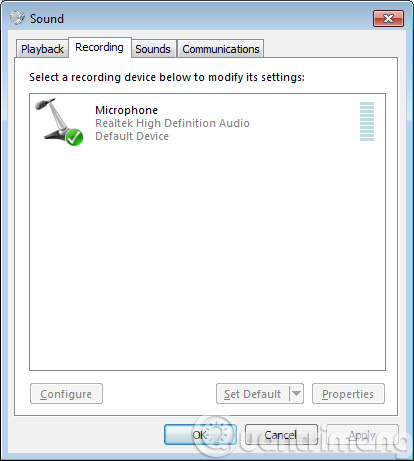 Sound
Playback Recording Sounds Communications
Select a recording device below to modify its settings:
Microphone
Realtek High Definition Audio
Default Device
Configure Set Default Properties
OK Cancel Apply
uantrimang